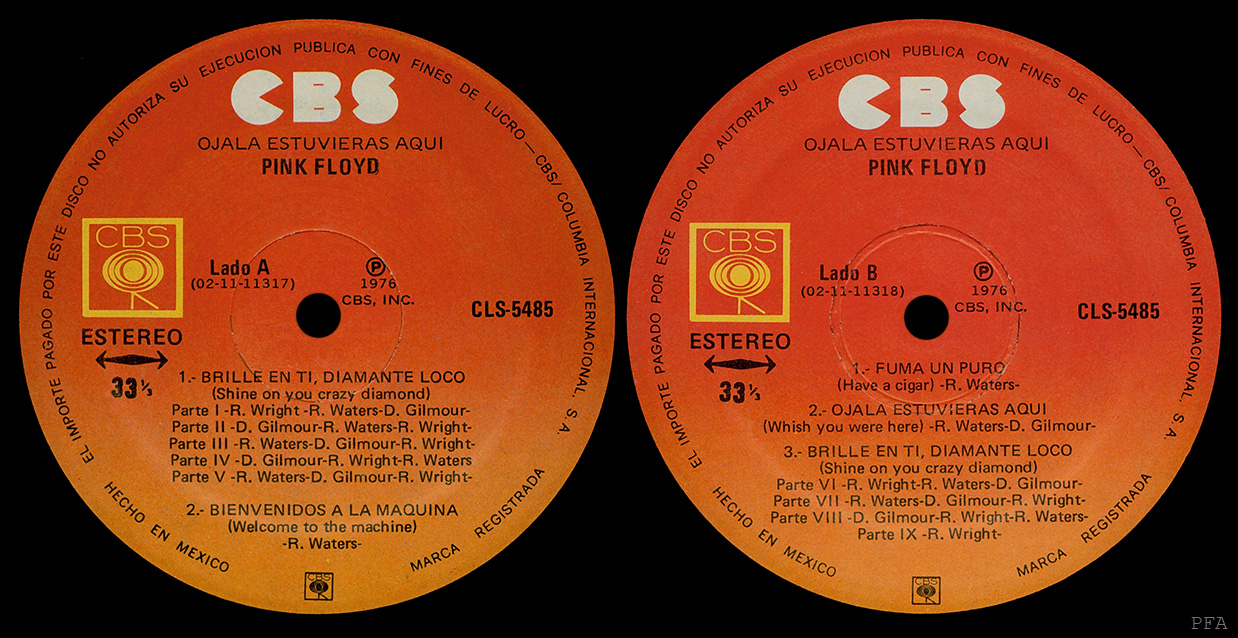 EL IMPORTE PAGADO POR ESTE DISCO NO AUTORIZA SU EJECUCION PUBLICA CON FINES DE LUCRO — CBS/ COLUMBIA INTERNACIONAL, S.A.
CBS
OJALA ESTUVIERAS AQUI
PINK FLOYD
CBS
Lado A
(02-11-11317)
P
1976
CBS, INC.
CLS-5485
ESTEREO
33⅓
1.- BRILLE EN TI, DIAMANTE LOCO
(Shine on you crazy diamond)
Parte I -R. Wright -R. Waters-D. Gilmour-
Parte II -D. Gilmour-R. Waters-R. Wright-
Parte III -R. Waters-D. Gilmour-R. Wright-
Parte IV -D. Gilmour-R. Wright-R. Waters
Parte V -R. Waters-D. Gilmour-R. Wright-
2.- BIENVENIDOS A LA MAQUINA
(Welcome to the machine)
-R. Waters-
HECHO EN MEXICO
MARCA REGISTRADA
CBS
EL IMPORTE PAGADO POR ESTE DISCO NO AUTORIZA SU EJECUCION PUBLICA CON FINES DE LUCRO — CBS/ COLUMBIA INTERNACIONAL, S.A.
CBS
OJALA ESTUVIERAS AQUI
PINK FLOYD
CBS
Lado B
(02-11-11318)
P
1976
CBS, INC.
CLS-5485
ESTEREO
33⅓
1.- FUMA UN PURO
(Have a cigar) -R. Waters-
2.- OJALA ESTUVIERAS AQUI
(Whish you were here) -R. Waters-D. Gilmour-
3.- BRILLE EN TI, DIAMANTE LOCO
(Shine on you crazy diamond)
Parte VI -R. Wright-R. Waters-D. Gilmour-
Parte VII -R. Waters-D. Gilmour-R. Wright-
Parte VIII -D. Gilmour-R. Wright-R. Waters-
Parte IX -R. Wright-
HECHO EN MEXICO
MARCA REGISTRADA
CBS
PFA